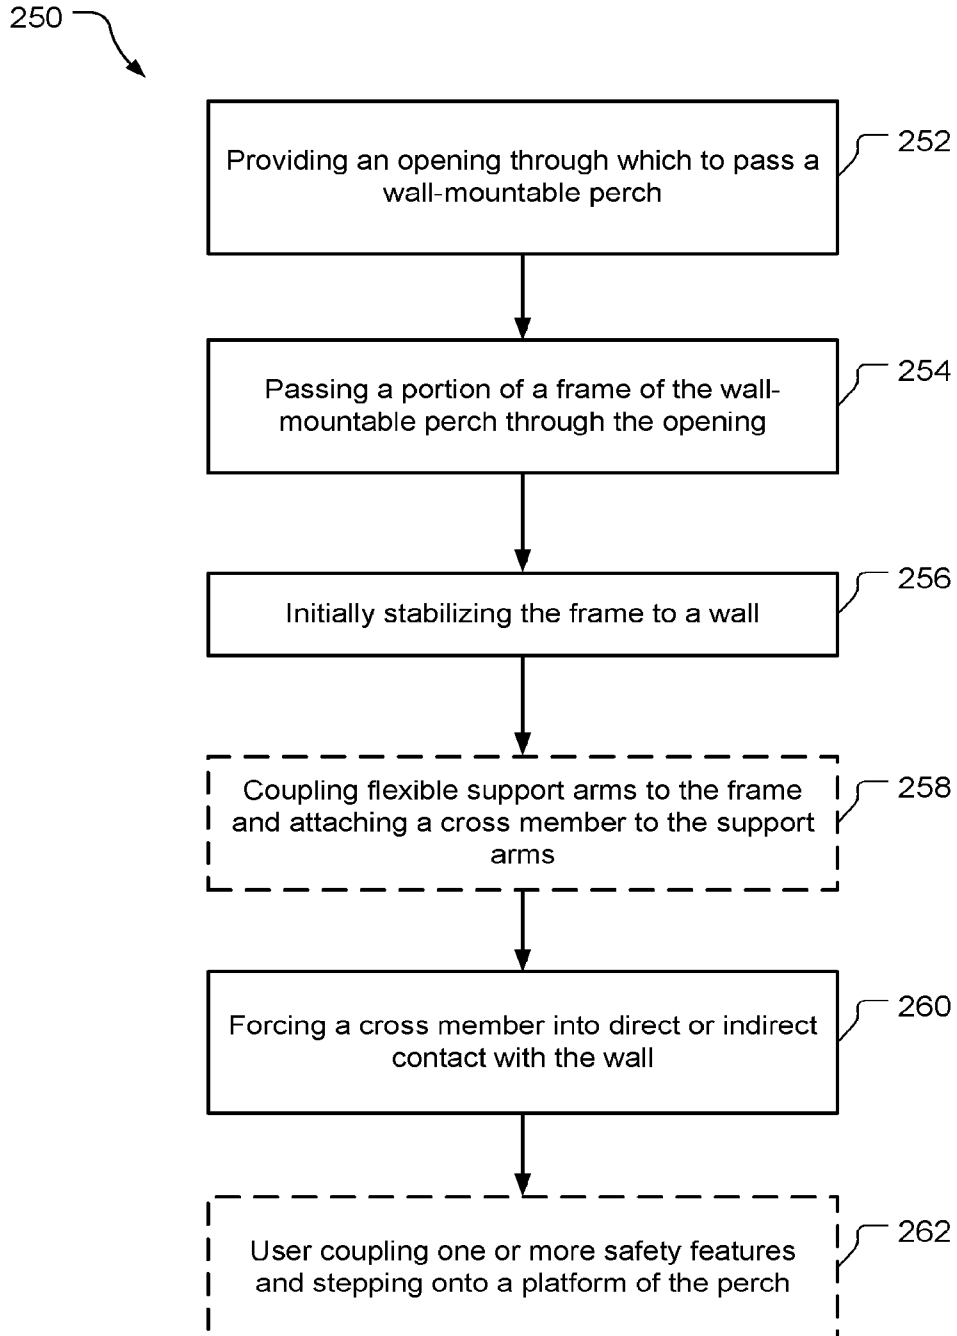 250
252
Providing an opening through which to pass a
wall-mountable perch
254
Passing a portion of a frame of the wall-
mountable perch through the opening
256
Initially stabilizing the frame to a wall
258
Coupling flexible support arms to the frame
and attaching a cross member to the support
arms
260
Forcing a cross member into direct or indirect
contact with the wall
262
User coupling one or more safety features
and stepping onto a platform of the perch